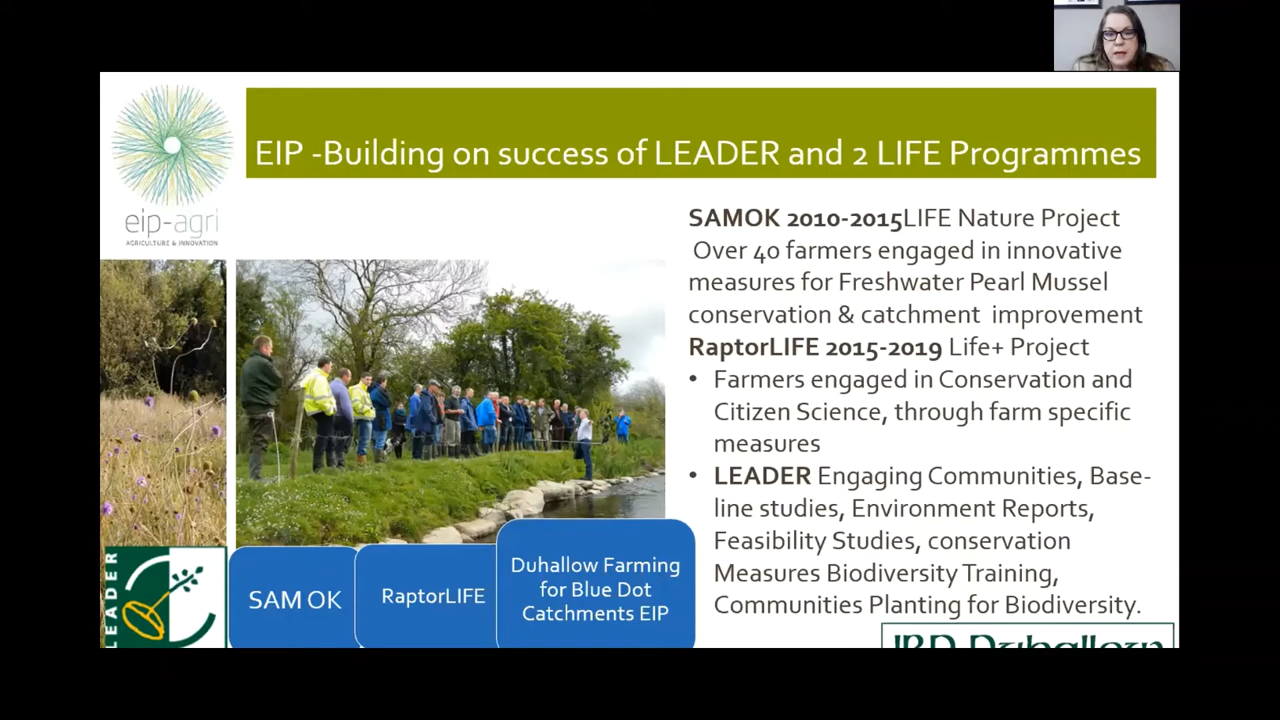 EIP -Building on success of LEADER and 2 LIFE Programmes
eip-agri
AGRICULTURE & INNOVATION
SAMOK 2010-2015LIFE Nature Project
Over 40 farmers engaged in innovative
measures for Freshwater Pearl Mussel
conservation & catchment improvement
RaptorLIFE 2015-2019 Life+ Project
• Farmers engaged in Conservation and
Citizen Science, through farm specific
measures
• LEADER Engaging Communities, Base-
line studies, Environment Reports,
Feasibility Studies, conservation
Measures Biodiversity Training,
Communities Planting for Biodiversity.
LEADER
SAM OK
RaptorLIFE
Duhallow Farming
for Blue Dot
Catchments EIP
IRD Duhallow